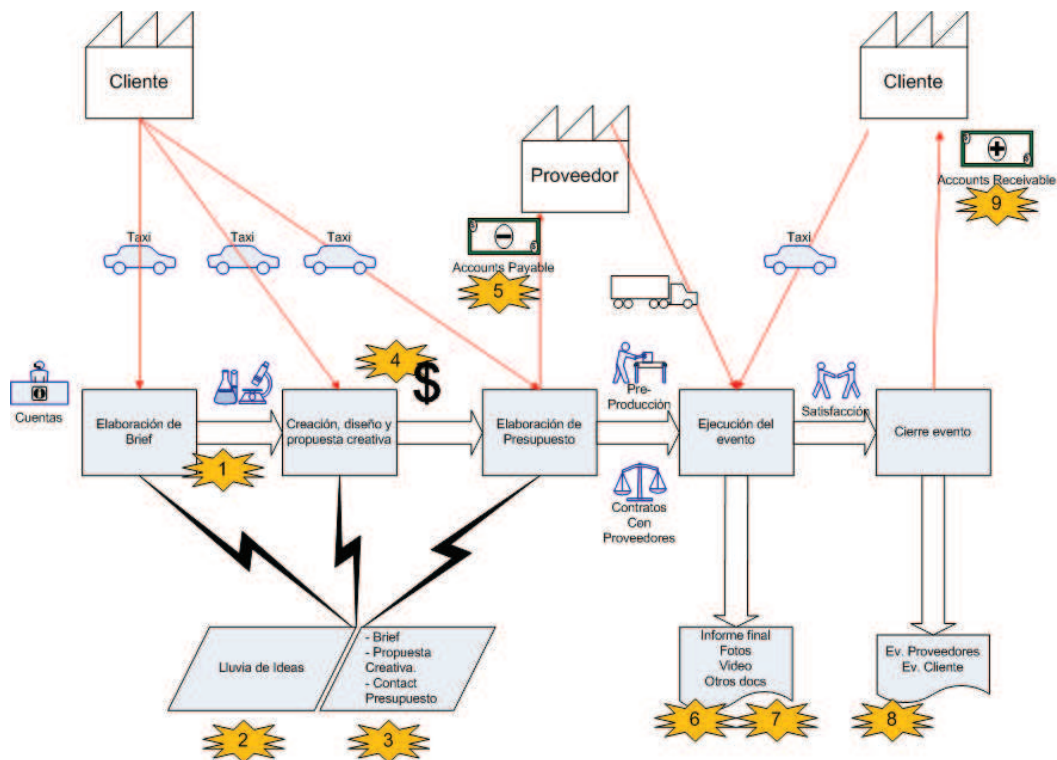 Cliente
Cliente
Proveedor
Accounts Receivable
9
Taxi
Taxi
Taxi
Taxi
Accounts Payable
5
4
$
Cuentas
Pre-
Producción
Satisfacción
Elaboración de
Brief
Creación, diseño y
propuesta creativa
Elaboración de
Presupuesto
Ejecución del
evento
Cierre evento
1
Contratos
Con
Proveedores
Lluvia de Ideas
- Brief
- Propuesta
Creativa.
- Contact
Presupuesto
Informe final
Fotos
Video
Otros docs
Ev. Proveedores
Ev. Cliente
2
3
6
7
8